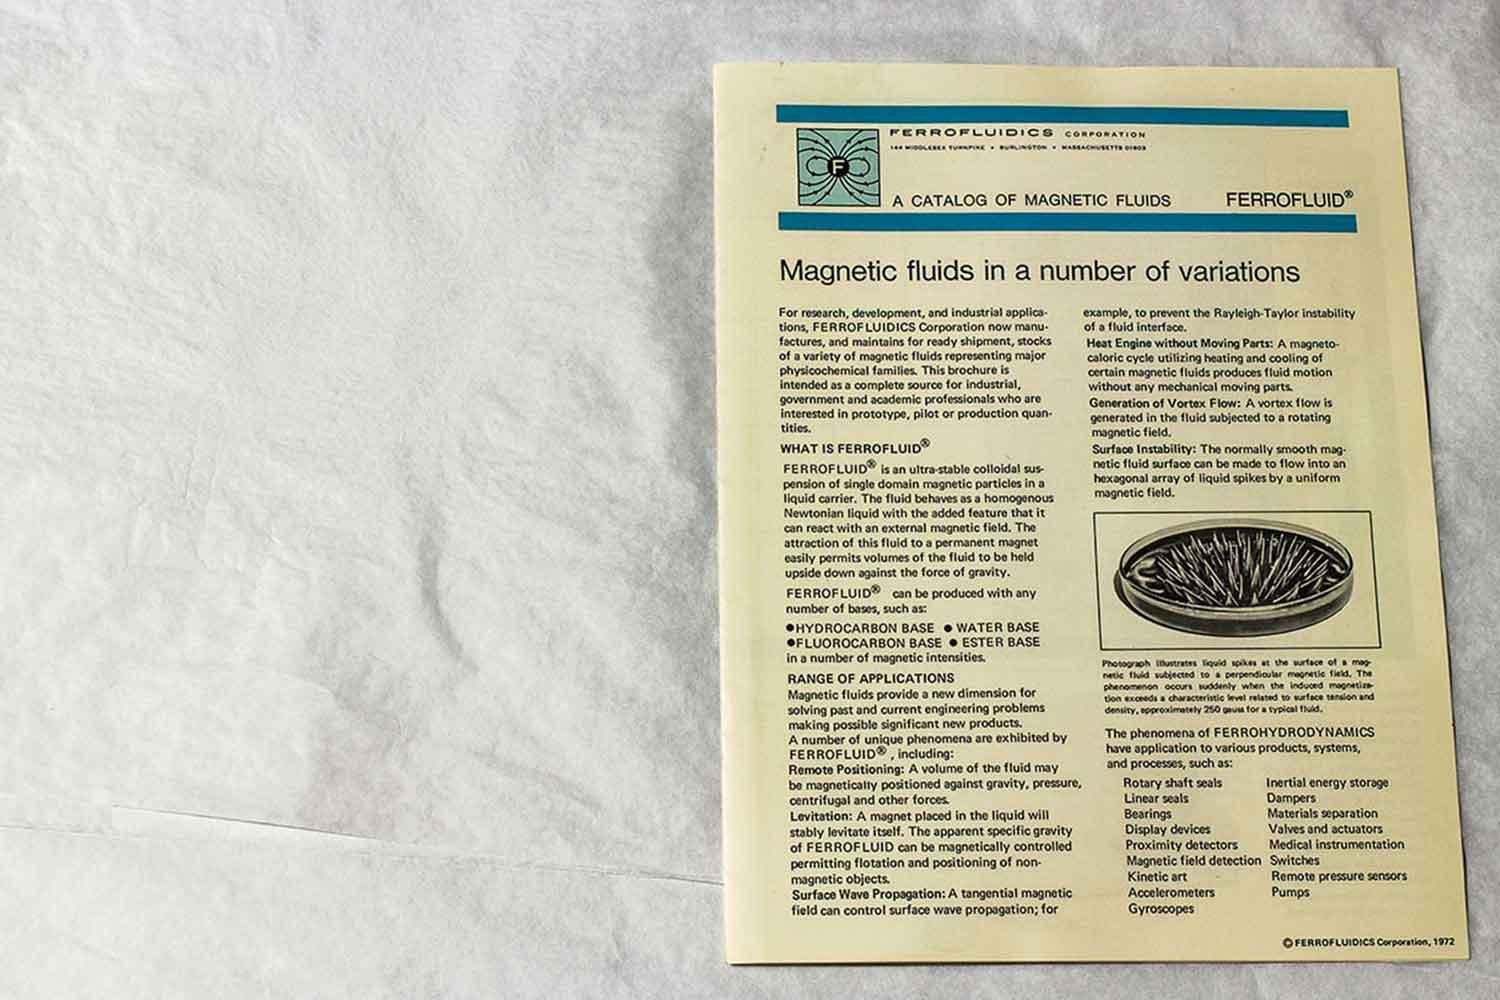 FERROFLUIDICS CORPORATION
144 MIDDLESEX TURNPIKE • BURLINGTON • MASSACHUSETTS 01803
F
A CATALOG OF MAGNETIC FLUIDS FERROFLUID®
Magnetic fluids in a number of variations
For research, development, and industrial applica-
tions, FERROFLUIDICS Corporation now manu-
factures, and maintains for ready shipment, stocks
of a variety of magnetic fluids representing major
physicochemical families. This brochure is
intended as a complete source for industrial,
government and academic professionals who are
interested in prototype, pilot or production quan-
tities.
WHAT IS FERROFLUID®
FERROFLUID® is an ultra-stable colloidal sus-
pension of single domain magnetic particles in a
liquid carrier. The fluid behaves as a homogenous
Newtonian liquid with the added feature that it
can react with an external magnetic field. The
attraction of this fluid to a permanent magnet
easily permits volumes of the fluid to be held
upside down against the force of gravity.
FERROFLUID® can be produced with any
number of bases, such as:
●HYDROCARBON BASE ● WATER BASE
●FLUOROCARBON BASE ● ESTER BASE
in a number of magnetic intensities.
RANGE OF APPLICATIONS
Magnetic fluids provide a new dimension for
solving past and current engineering problems
making possible significant new products.
A number of unique phenomena are exhibited by
FERROFLUID® , including:
Remote Positioning: A volume of the fluid may
be magnetically positioned against gravity, pressure,
centrifugal and other forces.
Levitation: A magnet placed in the liquid will
stably levitate itself. The apparent specific gravity
of FERROFLUID can be magnetically controlled
permitting flotation and positioning of non-
magnetic objects.
Surface Wave Propagation: A tangential magnetic
field can control surface wave propagation; for
example, to prevent the Rayleigh-Taylor instability
of a fluid interface.
Heat Engine without Moving Parts: A magneto-
caloric cycle utilizing heating and cooling of
certain magnetic fluids produces fluid motion
without any mechanical moving parts.
Generation of Vortex Flow: A vortex flow is
generated in the fluid subjected to a rotating
magnetic field.
Surface Instability: The normally smooth mag-
netic fluid surface can be made to flow into an
hexagonal array of liquid spikes by a uniform
magnetic field.
Photograph illustrates liquid spikes at the surface of a mag-
netic fluid subjected to a perpendicular magnetic field. The
phenomenon occurs suddenly when the induced magnetiza-
tion exceeds a characteristic level related to surface tension and
density, approximately 250 gauss for a typical fluid.
The phenomena of FERROHYDRODYNAMICS
have application to various products, systems,
and processes, such as:
Rotary shaft seals
Linear seals
Bearings
Display devices
Proximity detectors
Magnetic field detection
Kinetic art
Accelerometers
Gyroscopes
Inertial energy storage
Dampers
Materials separation
Valves and actuators
Medical instrumentation
Switches
Remote pressure sensors
Pumps
© FERROFLUIDICS Corporation, 1972